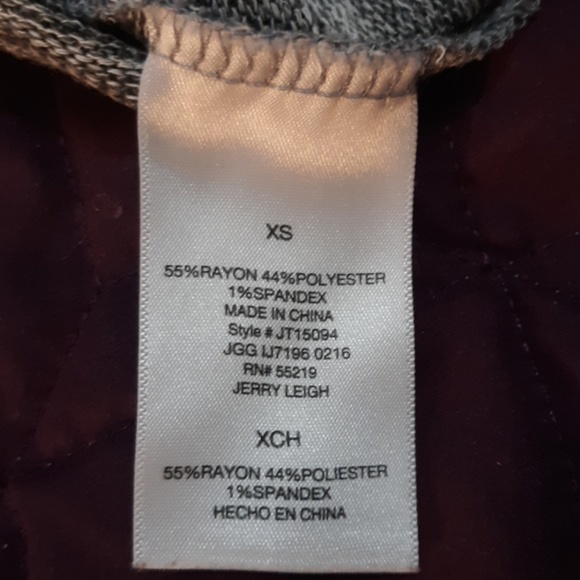 XS
55%RAYON 44%POLYESTER
1%SPANDEX
MADE IN CHINA
Style # JT15094
JGG IJ7196 0216
RN# 55219
JERRY LEIGH
XCH
55%RAYON 44%POLIESTER
1%SPANDEX
HECHO EN CHINA